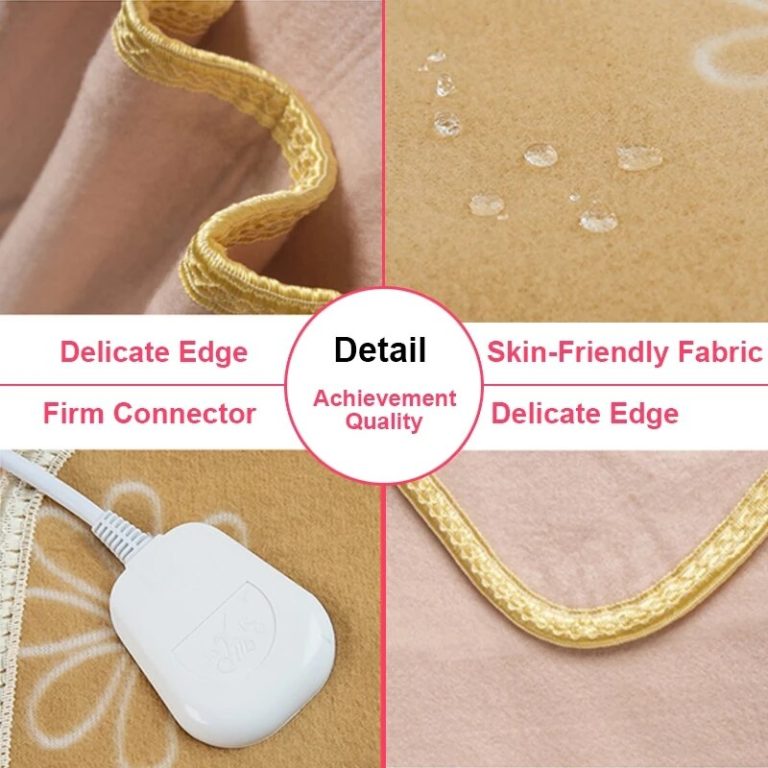 Delicate Edge
Detail
Skin-Friendly Fabric
Achievement
Quality
Firm Connector
Delicate Edge